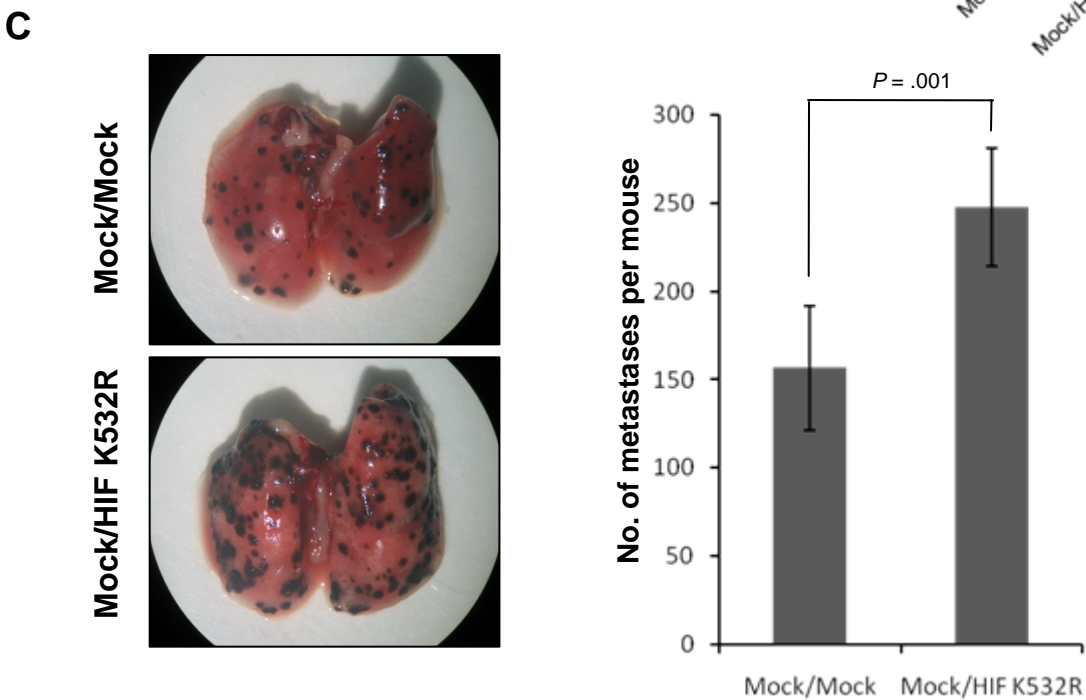 C
Mock/Mock
Mock/HIF K532R
P = .001
No. of metastases per mouse
300
250
200
150
100
50
0
Mock/Mock
Mock/HIF K532R